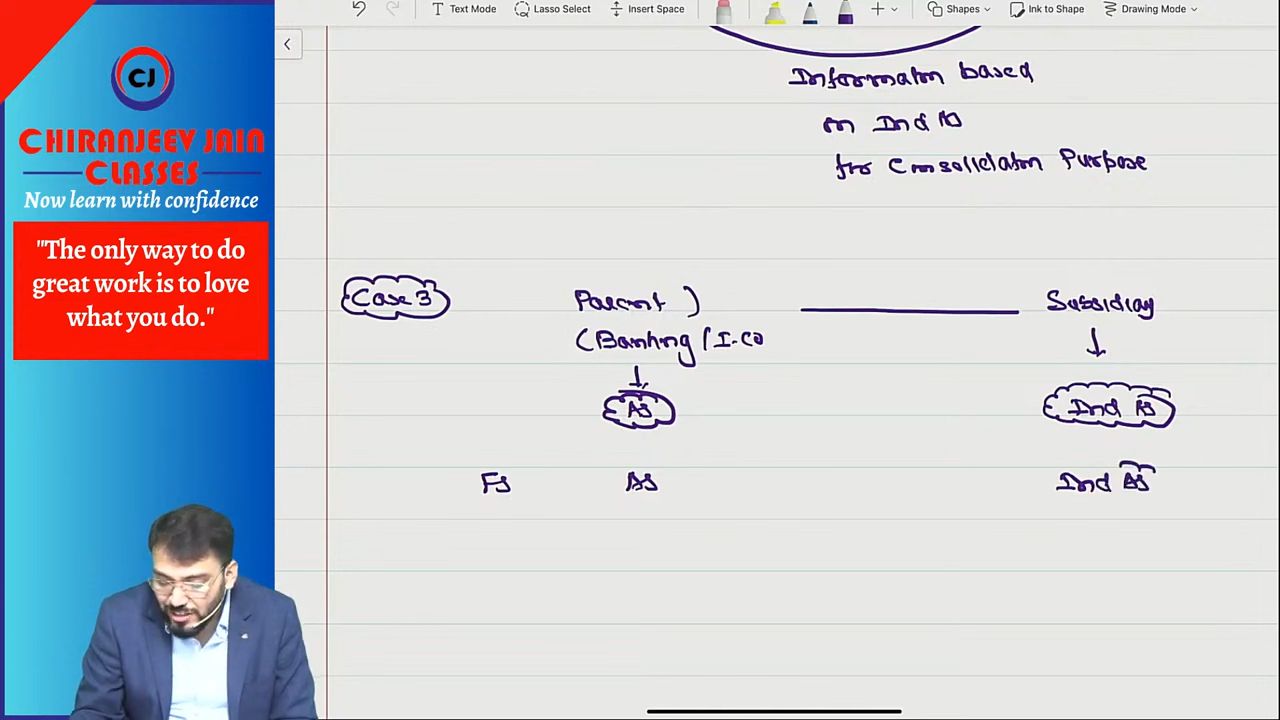 Text Mode
Lasso Select
Insert Space
Shapes
Ink to Shape
Drawing Mode
CJ
CHIRANJEEV JAIN
CLASSES
Now learn with confidence
"The only way to do
great work is to love
what you do."
Information based
on Ind AS
for Consolidation Purpose
Case 3 Parent ) Subsidiary
(Banking / I-Co
AS Ind AS
FS AS Ind AS